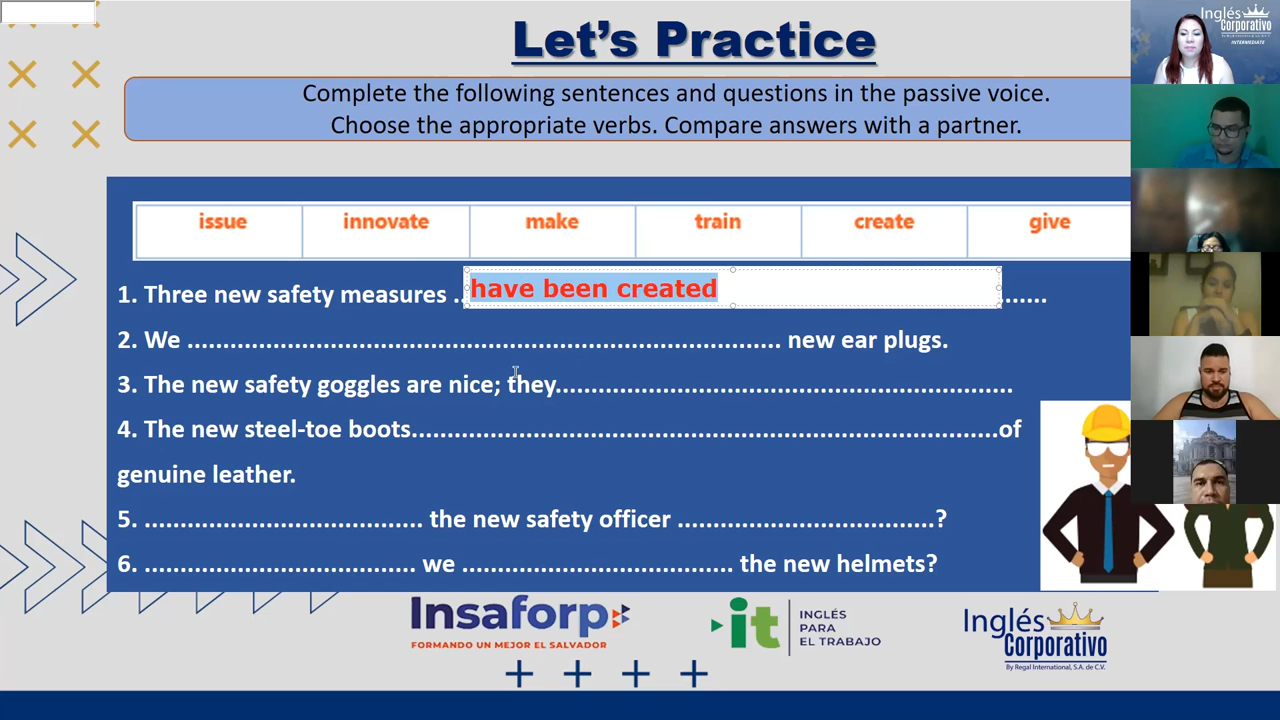 Let's Practice
Complete the following sentences and questions in the passive voice.
Choose the appropriate verbs. Compare answers with a partner.
issue innovate make train create give
1. Three new safety measures ..have been created......
2. We .................................................................................. new ear plugs.
3. The new safety goggles are nice; they...............................................................
4. The new steel-toe boots.................................................................................of
genuine leather.
5. ....................................... the new safety officer ....................................?
6. ...................................... we ...................................... the new helmets?
Insaforp
FORMANDO UN MEJOR EL SALVADOR
it
INGLÉS
PARA
EL TRABAJO
Inglés
Corporativo
By Regal International, S.A. de C.V.
Inglés
Corporativo
INTERMEDIATE